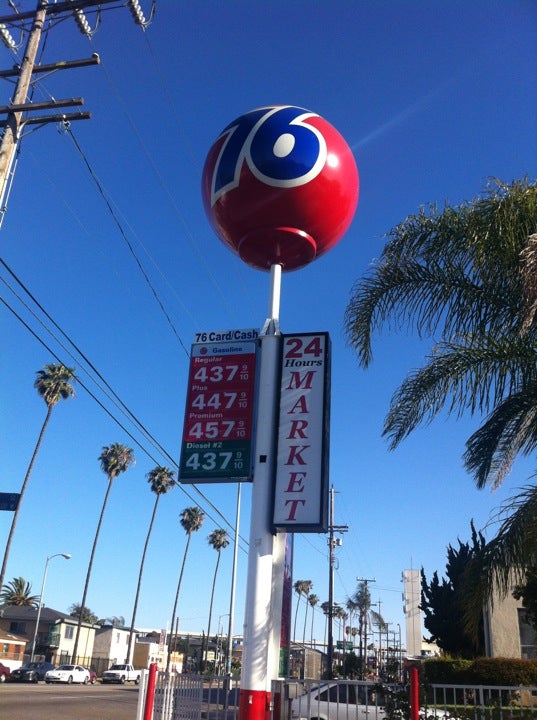 76
76 Card/Cash
Gasoline
Regular
437 9/10
Plus
447 9/10
Premium
457 9/10
Diesel #2
437 9/10
24
Hours
MARKET